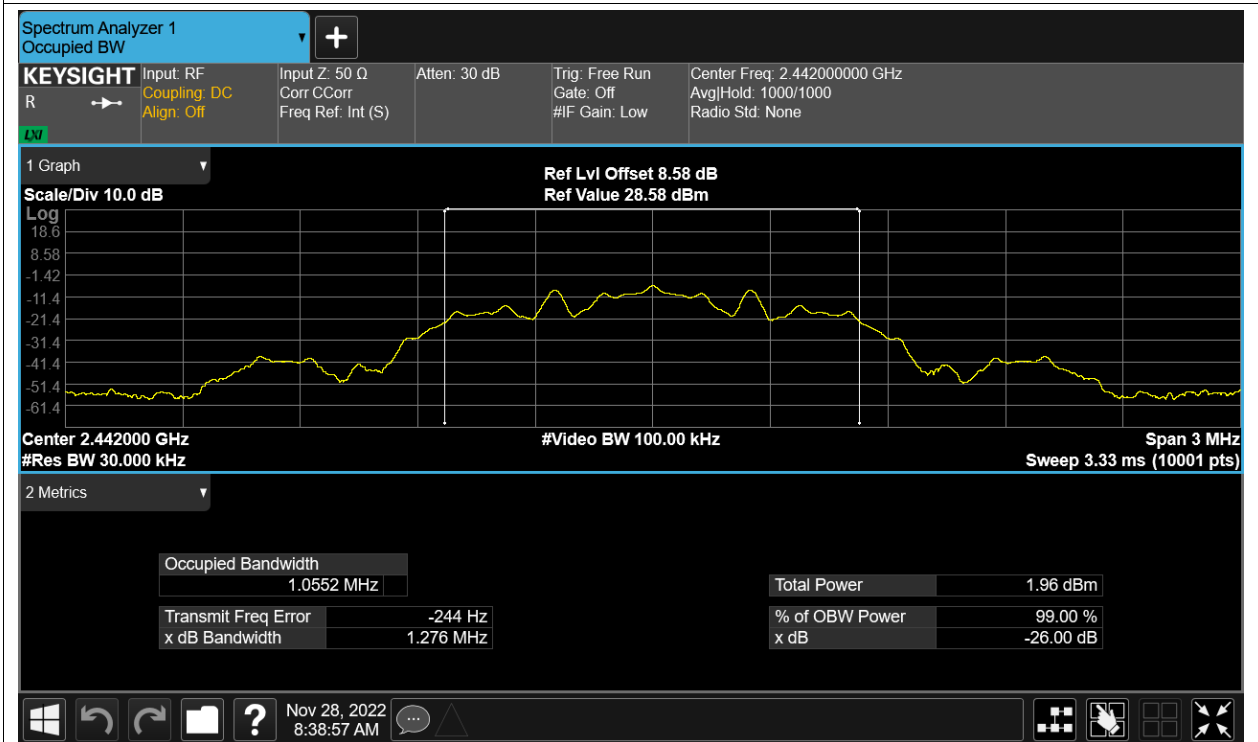 Spectrum Analyzer 1
Occupied BW
KEYSIGHT Input: RF Input Z: 50 Ω Atten: 30 dB Trig: Free Run Center Freq: 2.442000000 GHz
R Coupling: DC Corr CCorr Gate: Off Avg|Hold: 1000/1000
Align: Off Freq Ref: Int (S) #IF Gain: Low Radio Std: None
LXI
1 Graph
Ref Lvl Offset 8.58 dB
Scale/Div 10.0 dB Ref Value 28.58 dBm
Log
18.6
8.58
-1.42
-11.4
-21.4
-31.4
-41.4
-51.4
-61.4
Center 2.442000 GHz #Video BW 100.00 kHz Span 3 MHz
#Res BW 30.000 kHz Sweep 3.33 ms (10001 pts)
2 Metrics
Occupied Bandwidth
1.0552 MHz Total Power 1.96 dBm
Transmit Freq Error -244 Hz % of OBW Power 99.00 %
x dB Bandwidth 1.276 MHz x dB -26.00 dB
? Nov 28, 2022
8:38:57 AM